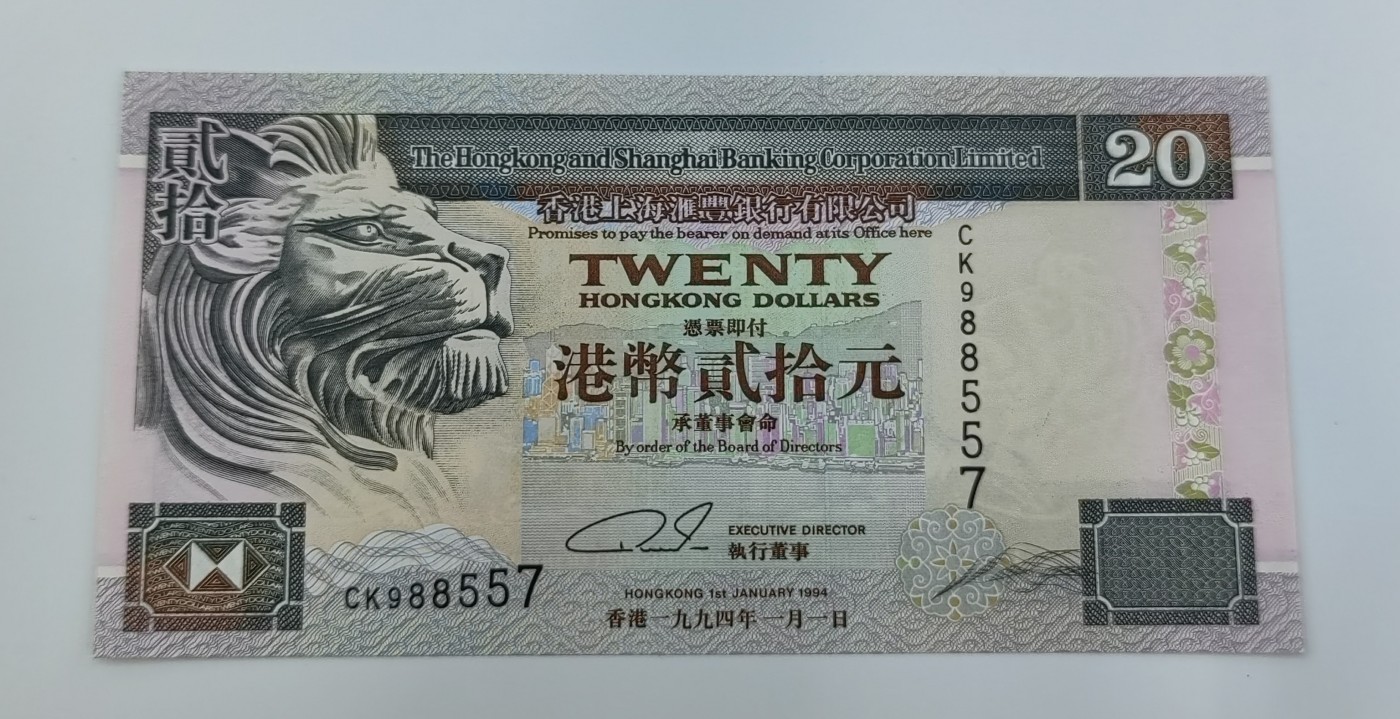 貳拾
The Hongkong and Shanghai Banking Corporation Limited
20
香港上海滙豐銀行有限公司
Promises to pay the bearer on demand at its Office here
TWENTY
HONGKONG DOLLARS
憑票即付
港幣貳拾元
承董事會命
By order of the Board of Directors
CK988557
EXECUTIVE DIRECTOR
執行董事
CK988557
HONGKONG 1st JANUARY 1994
香港一九九四年一月一日